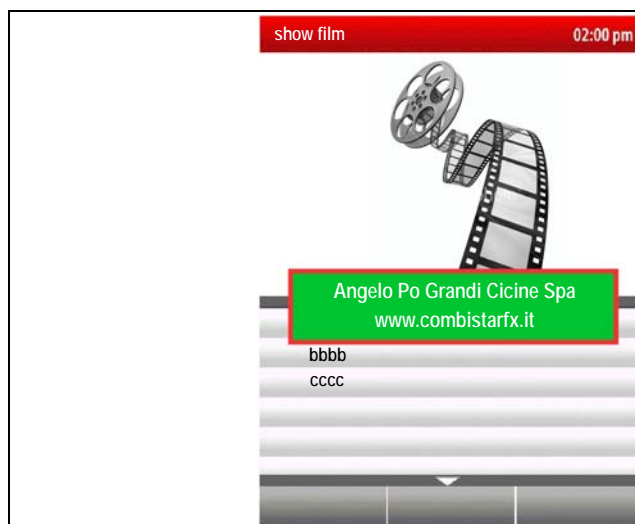 show film
02:00 pm
Angelo Po Grandi Cicine Spa
www.combistarfx.it
bbbb
cccc